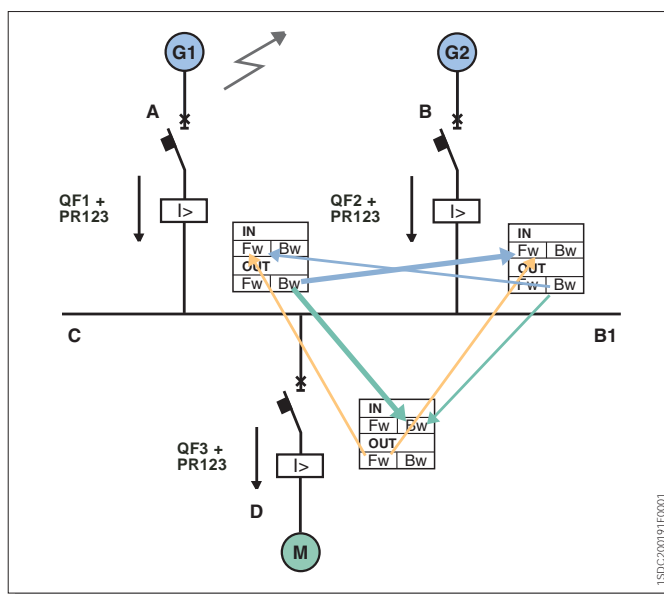 G1
G2
A
B
QF1 +
PR123
I>
QF2 +
PR123
I>
IN
Fw Bw
OUT
Fw Bw
IN
Fw Bw
OUT
Fw Bw
C
B1
QF3 +
PR123
I>
IN
Fw Bw
OUT
Fw Bw
D
M
1SDC200191F0001